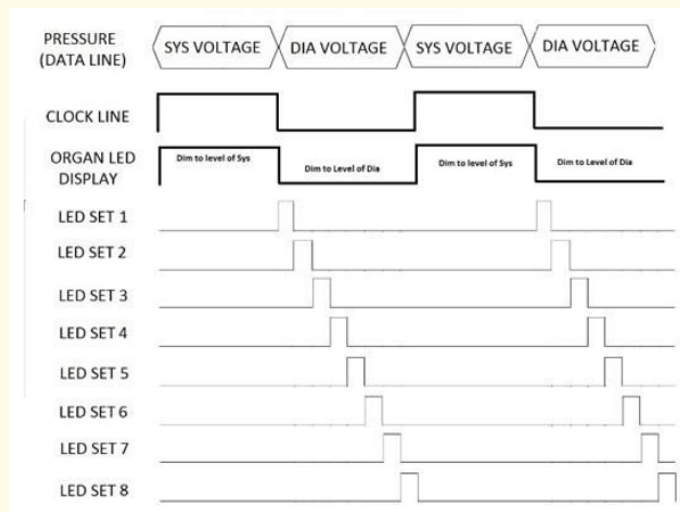 PRESSURE
(DATA LINE)
SYS VOLTAGE DIA VOLTAGE SYS VOLTAGE DIA VOLTAGE
CLOCK LINE
ORGAN LED
DISPLAY
Dim to level of Sys Dim to Level of Dia Dim to level of Sys Dim to Level of Dia
LED SET 1
LED SET 2
LED SET 3
LED SET 4
LED SET 5
LED SET 6
LED SET 7
LED SET 8